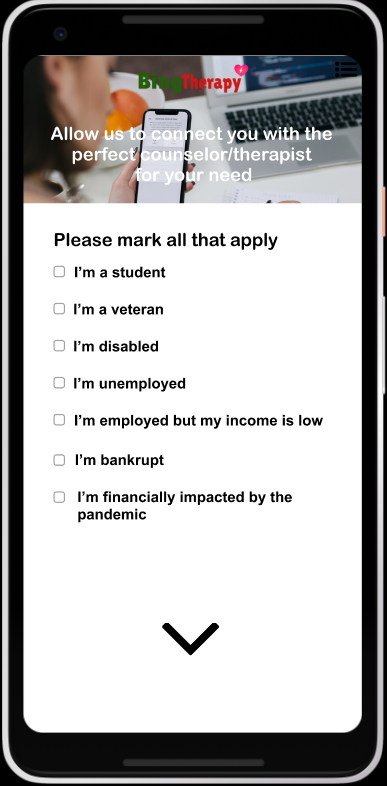 BingTherapy
Allow us to connect you with the
perfect counselor/therapist
for your need
Please mark all that apply
I'm a student
I'm a veteran
I'm disabled
I'm unemployed
I'm employed but my income is low
I'm bankrupt
I'm financially impacted by the
pandemic